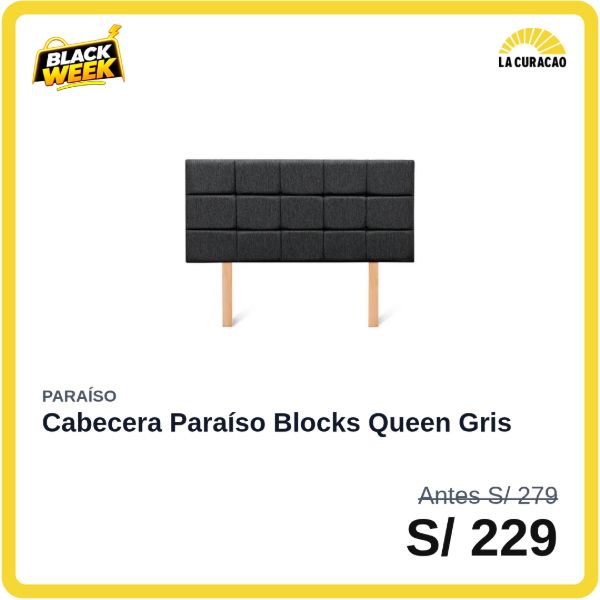 BLACK
WEEK
LA CURACAO
PARAÍSO
Cabecera Paraíso Blocks Queen Gris
Antes S/ 279
S/ 229